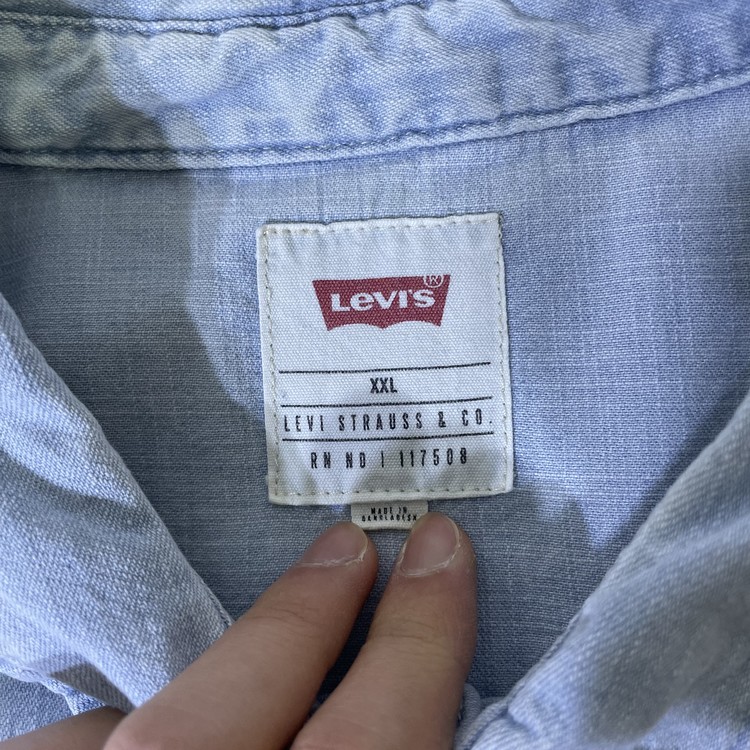 Levi's®
XXL
LEVI STRAUSS & CO.
RN NO | 117508
MADE IN
BANGLADESH